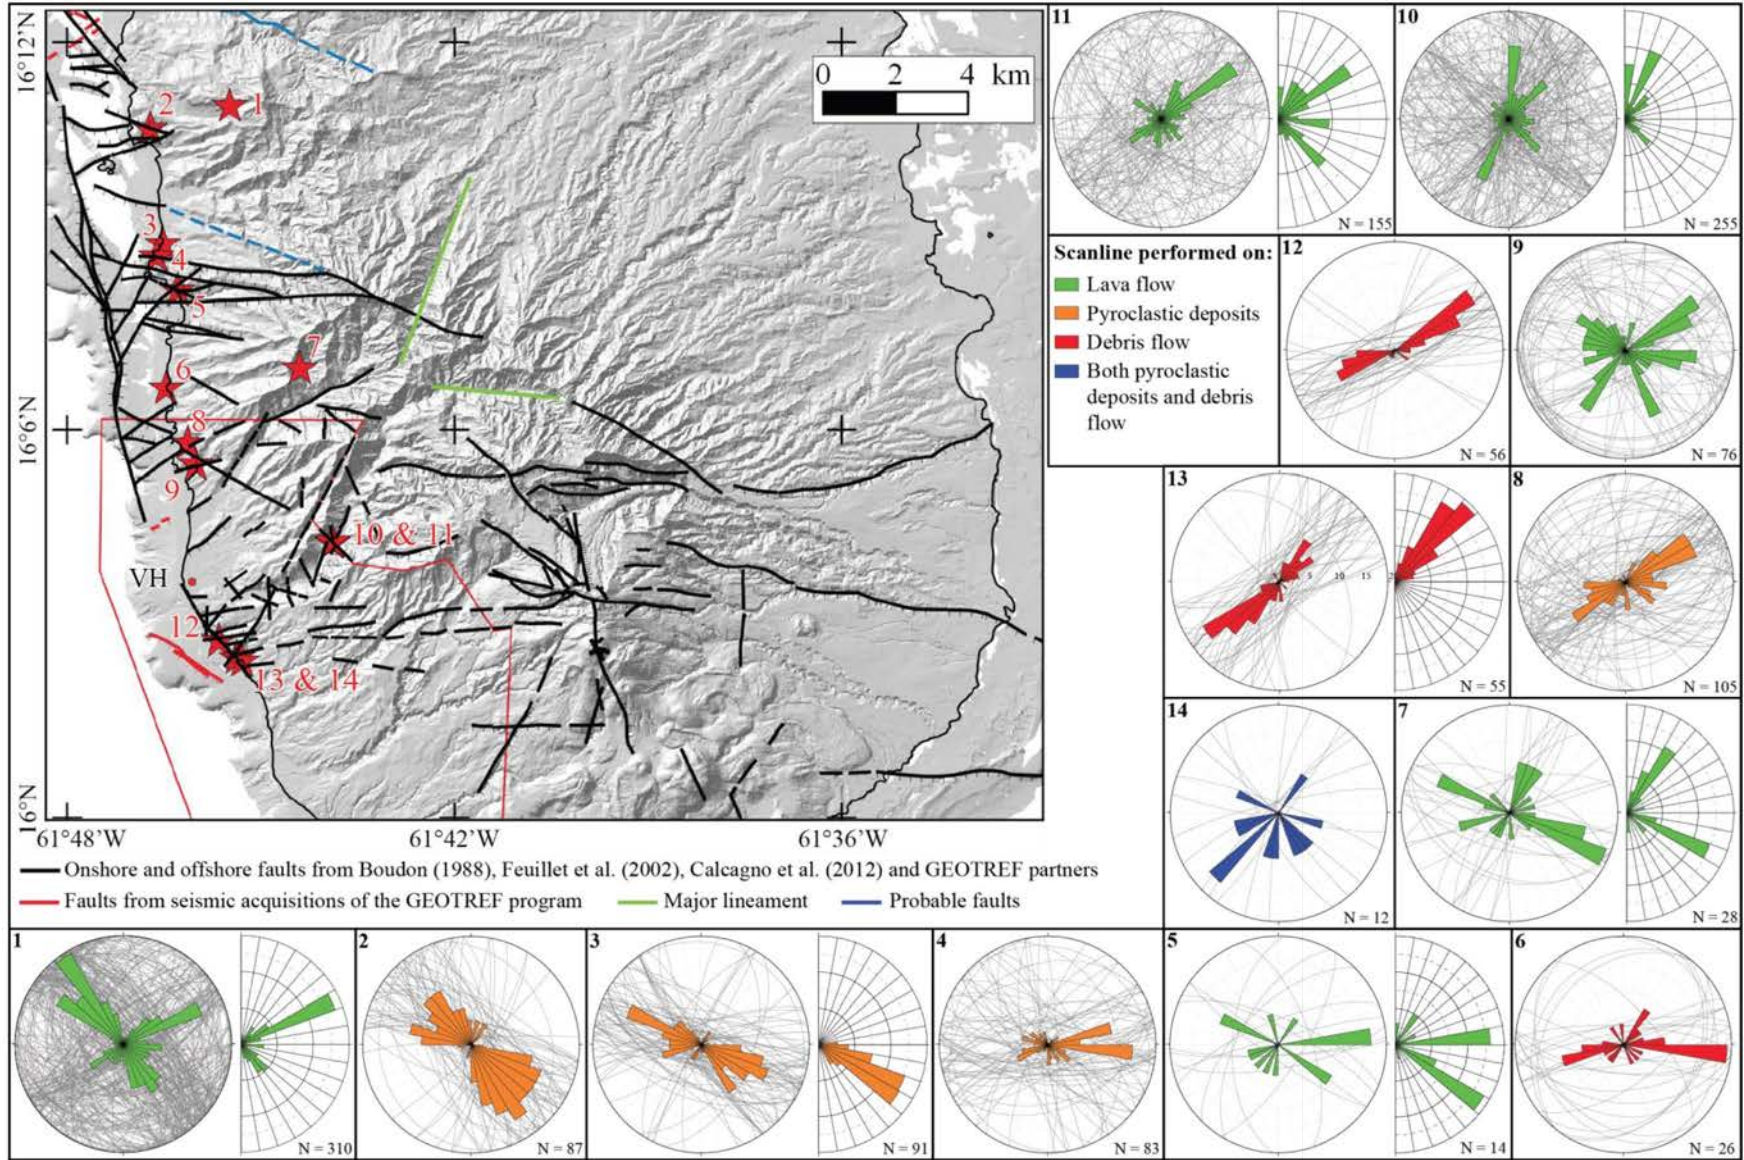 16°12'N
16°6'N
16°N
61°48'W
61°42'W
61°36'W
0 2 4 km
1
2
3
4
5
6
7
8
9
10 & 11
VH
12
13 & 14
Onshore and offshore faults from Boudon (1988), Feuillet et al. (2002), Calcagno et al. (2012) and GEOTREF partners
Faults from seismic acquisitions of the GEOTREF program
Major lineament
Probable faults
11
N = 155
10
N = 255
Scanline performed on:
Lava flow
Pyroclastic deposits
Debris flow
Both pyroclastic
deposits and debris
flow
12
N = 56
9
N = 76
13
5 10 15
N = 55
8
N = 105
14
N = 12
7
N = 28
1
N = 310
2
N = 87
3
N = 91
4
N = 83
5
N = 14
6
N = 26